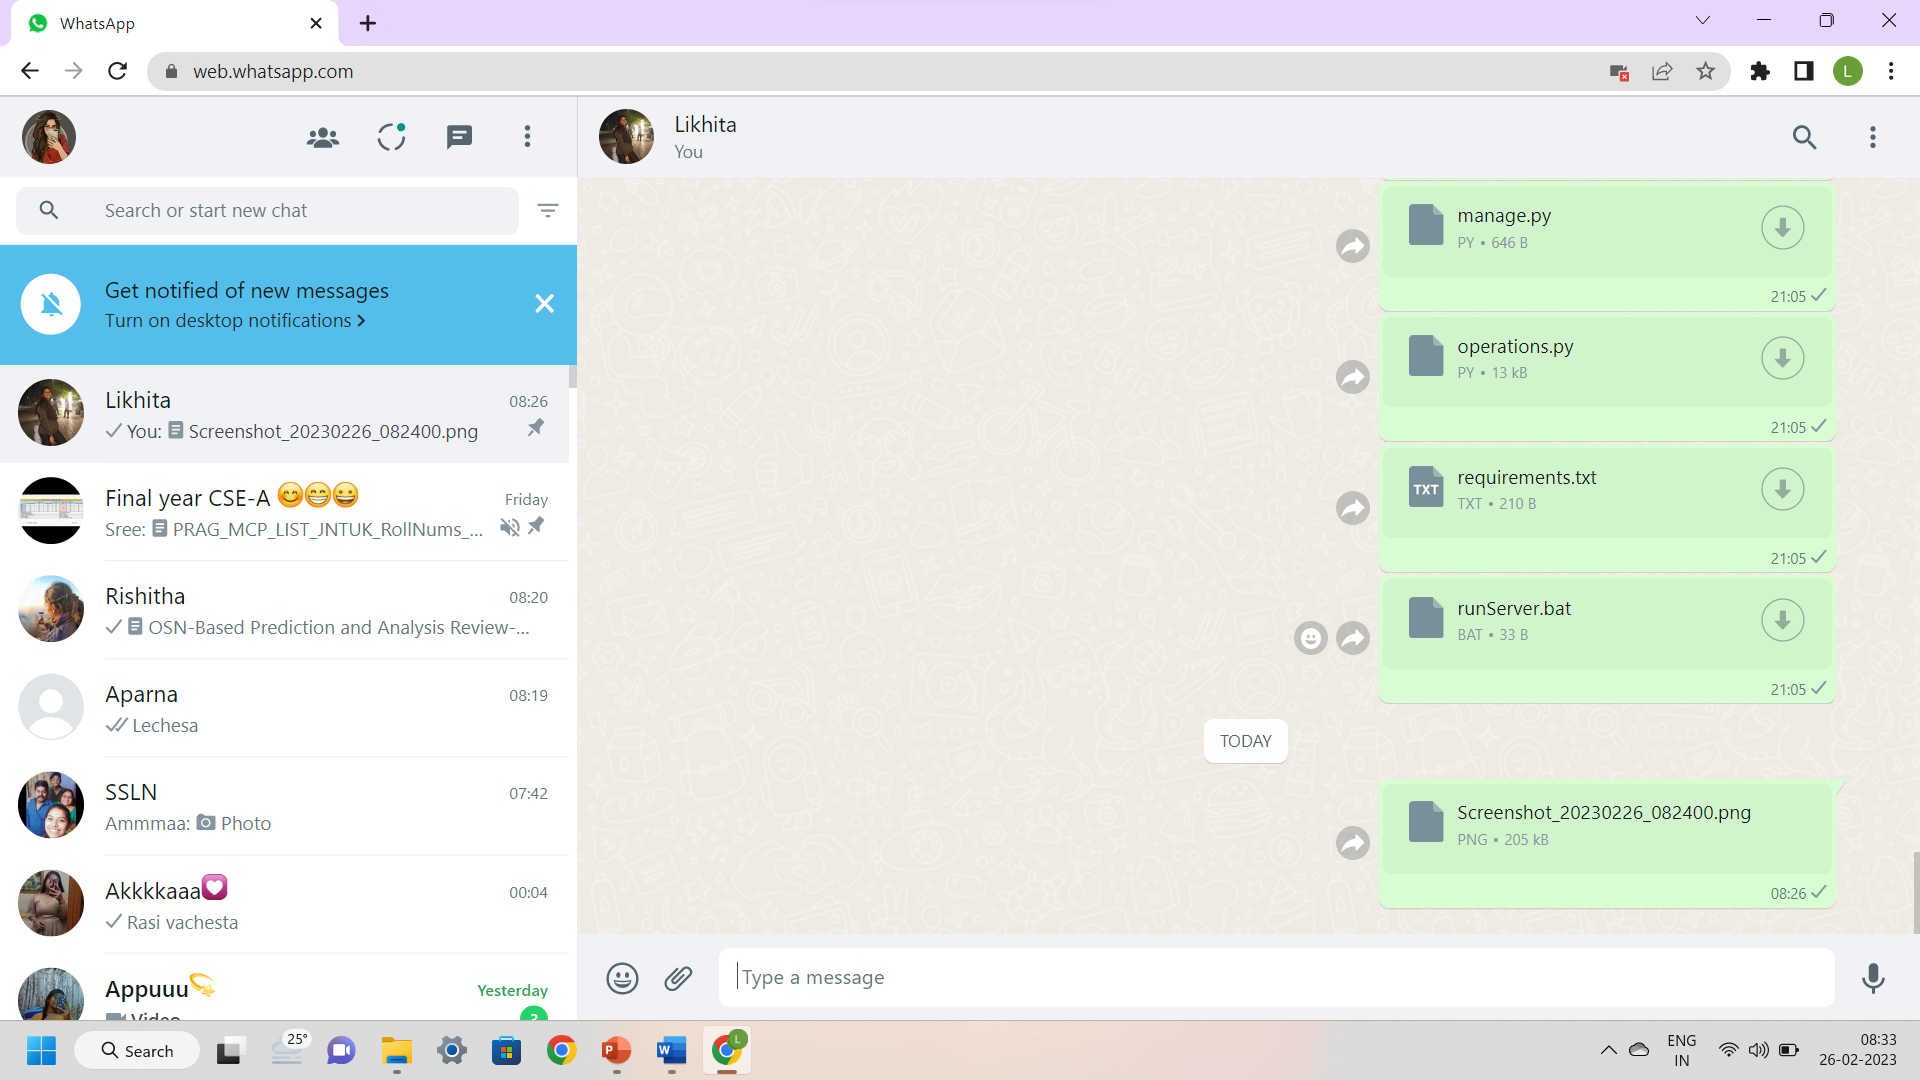 WhatsApp
web.whatsapp.com
L
Likhita
You
Search or start new chat
Get notified of new messages
Turn on desktop notifications >
Likhita
08:26
You: Screenshot_20230226_082400.png
Final year CSE-A 😊😁😀
Friday
Sree: PRAG_MCP_LIST_JNTUK_RollNums_...
Rishitha
08:20
OSN-Based Prediction and Analysis Review-...
Aparna
08:19
Lechesa
SSLN
07:42
Ammmaa: Photo
Akkkkaaa💟
00:04
Rasi vachesta
Appuuu💫
Yesterday
Video
manage.py
PY • 646 B
21:05
operations.py
PY • 13 kB
21:05
TXT
requirements.txt
TXT • 210 B
21:05
runServer.bat
BAT • 33 B
21:05
TODAY
Screenshot_20230226_082400.png
PNG • 205 kB
08:26
Type a message
Search
25°
P
W
L
ENG
IN
08:33
26-02-2023